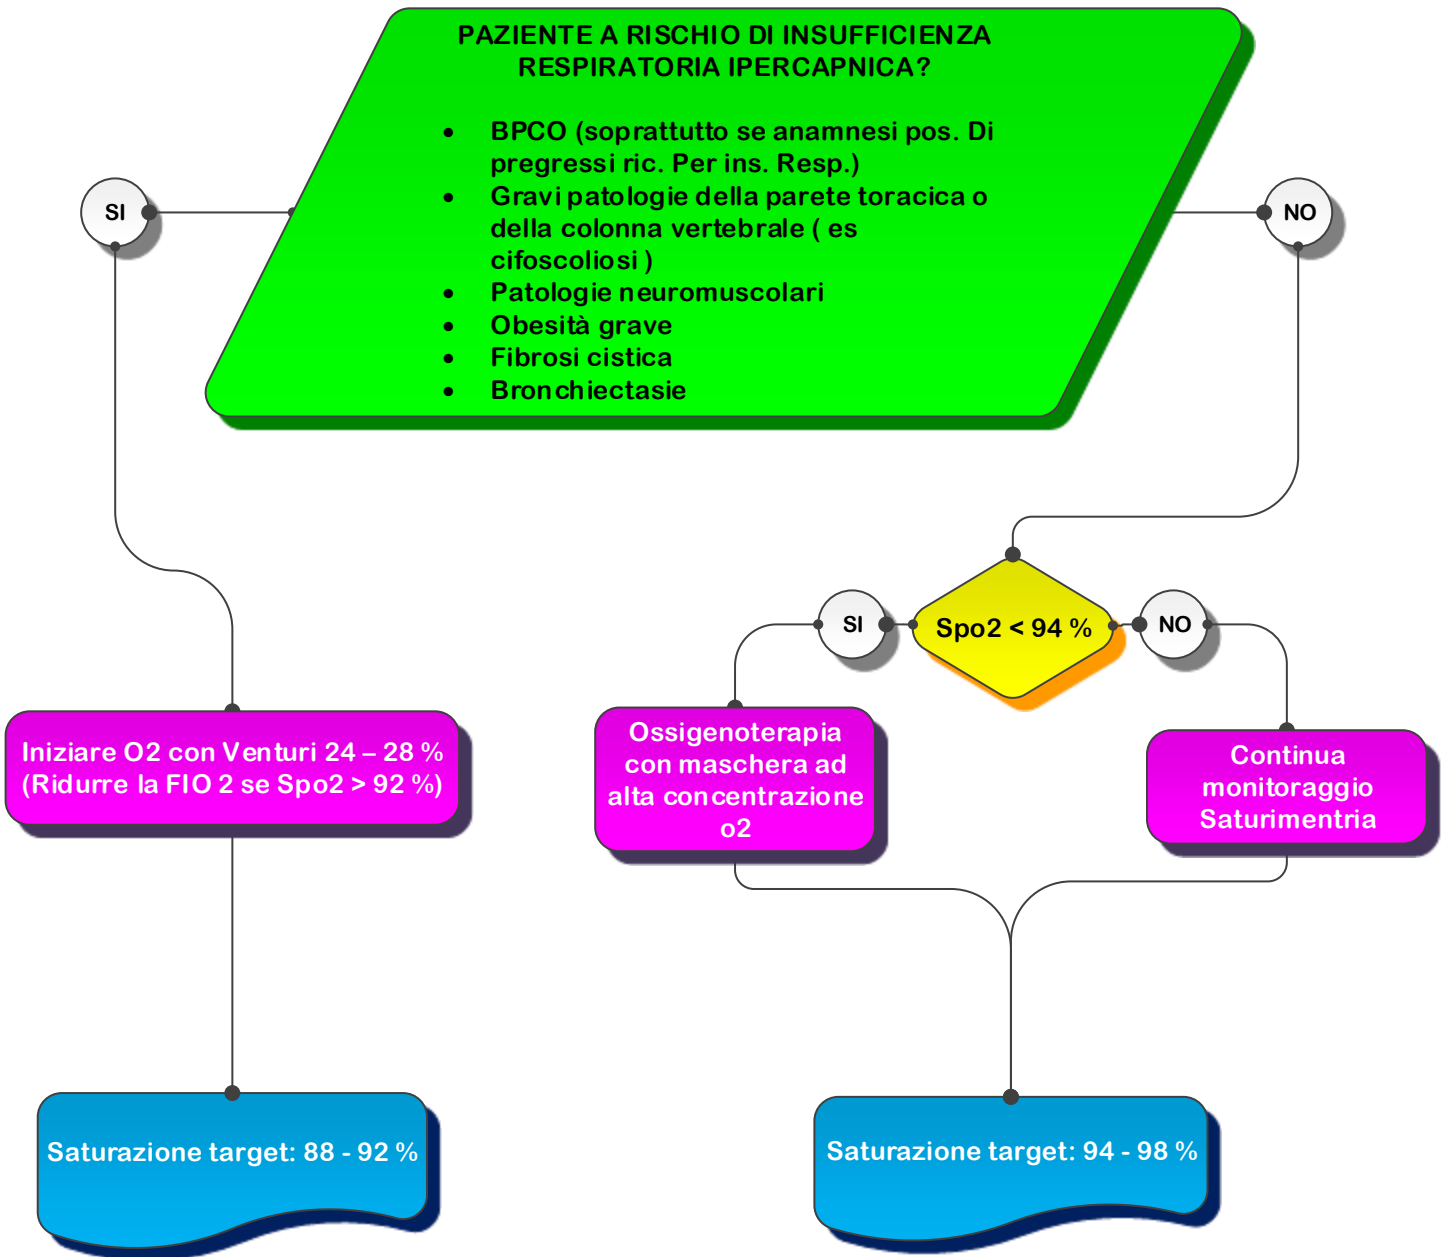 PAZIENTE A RISCHIO DI INSUFFICIENZA
RESPIRATORIA IPERCAPNICA?
• BPCO (soprattutto se anamnesi pos. Di
pregressi ric. Per ins. Resp.)
• Gravi patologie della parete toracica o
della colonna vertebrale ( es
cifoscoliosi )
• Patologie neuromuscolari
• Obesità grave
• Fibrosi cistica
• Bronchiectasie
SI
NO
Spo2 < 94 %
SI
NO
Iniziare O2 con Venturi 24 – 28 %
(Ridurre la FIO 2 se Spo2 > 92 %)
Ossigenoterapia
con maschera ad
alta concentrazione
o2
Continua
monitoraggio
Saturimentria
Saturazione target: 88 - 92 %
Saturazione target: 94 - 98 %